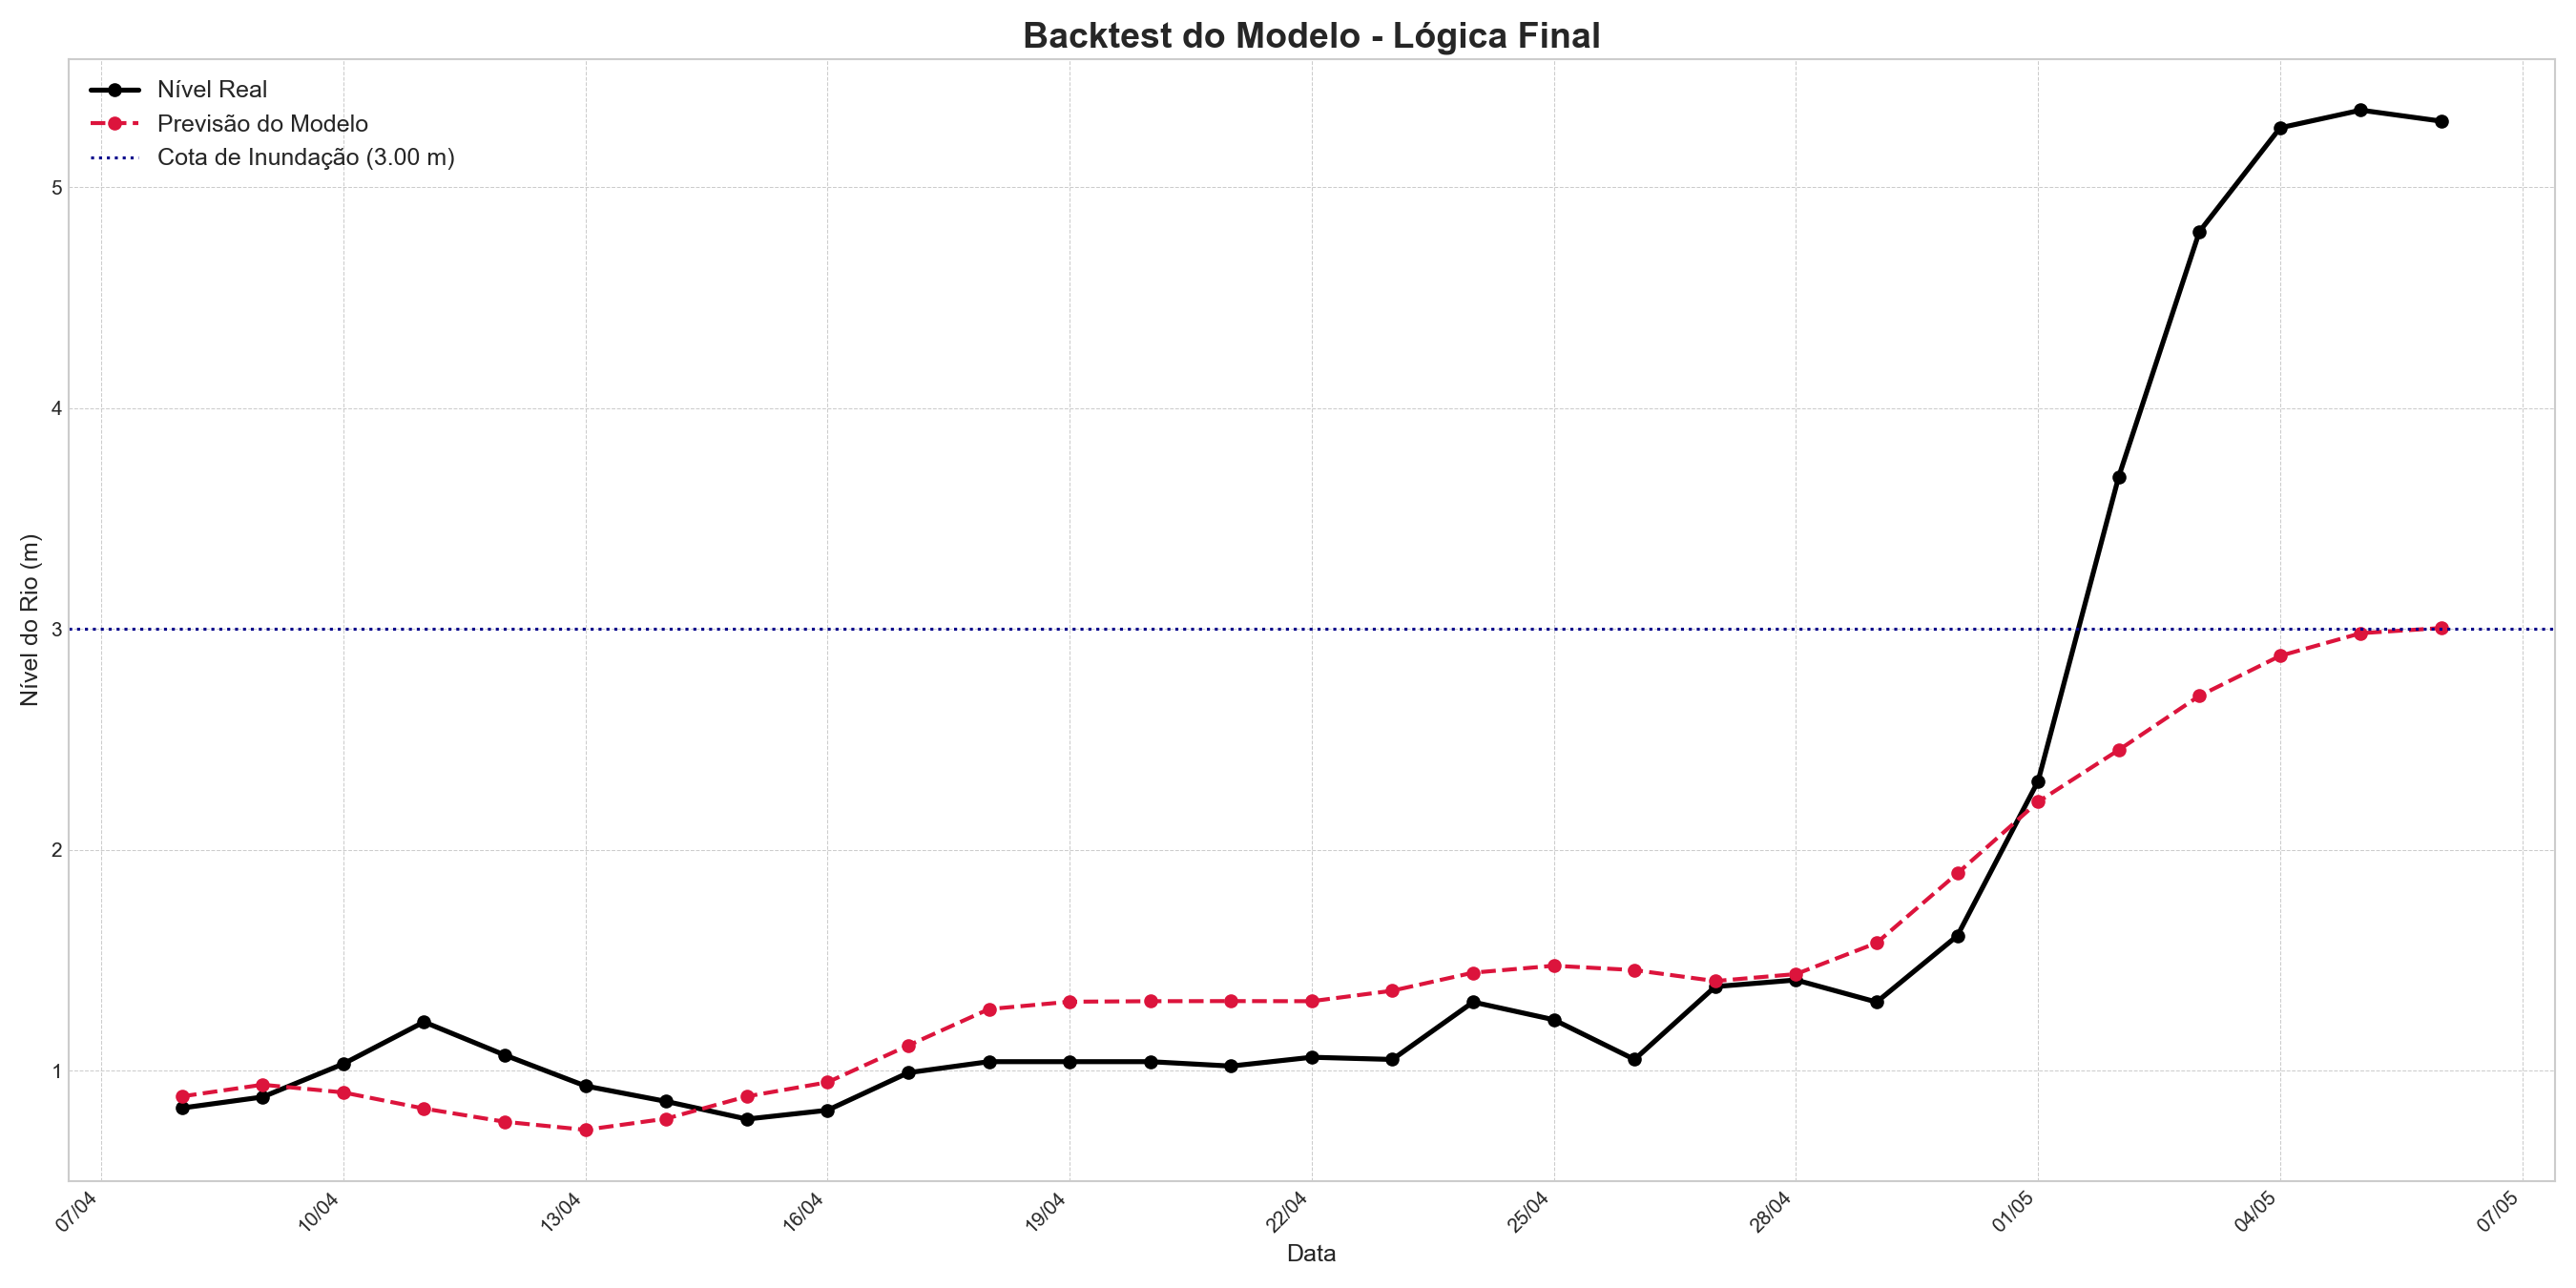 Backtest do Modelo - Lógica Final
Nível Real
Previsão do Modelo
Cota de Inundação (3.00 m)
Nível do Rio (m)
5
4
3
2
1
07/04
10/04
13/04
16/04
19/04
22/04
25/04
28/04
01/05
04/05
07/05
Data